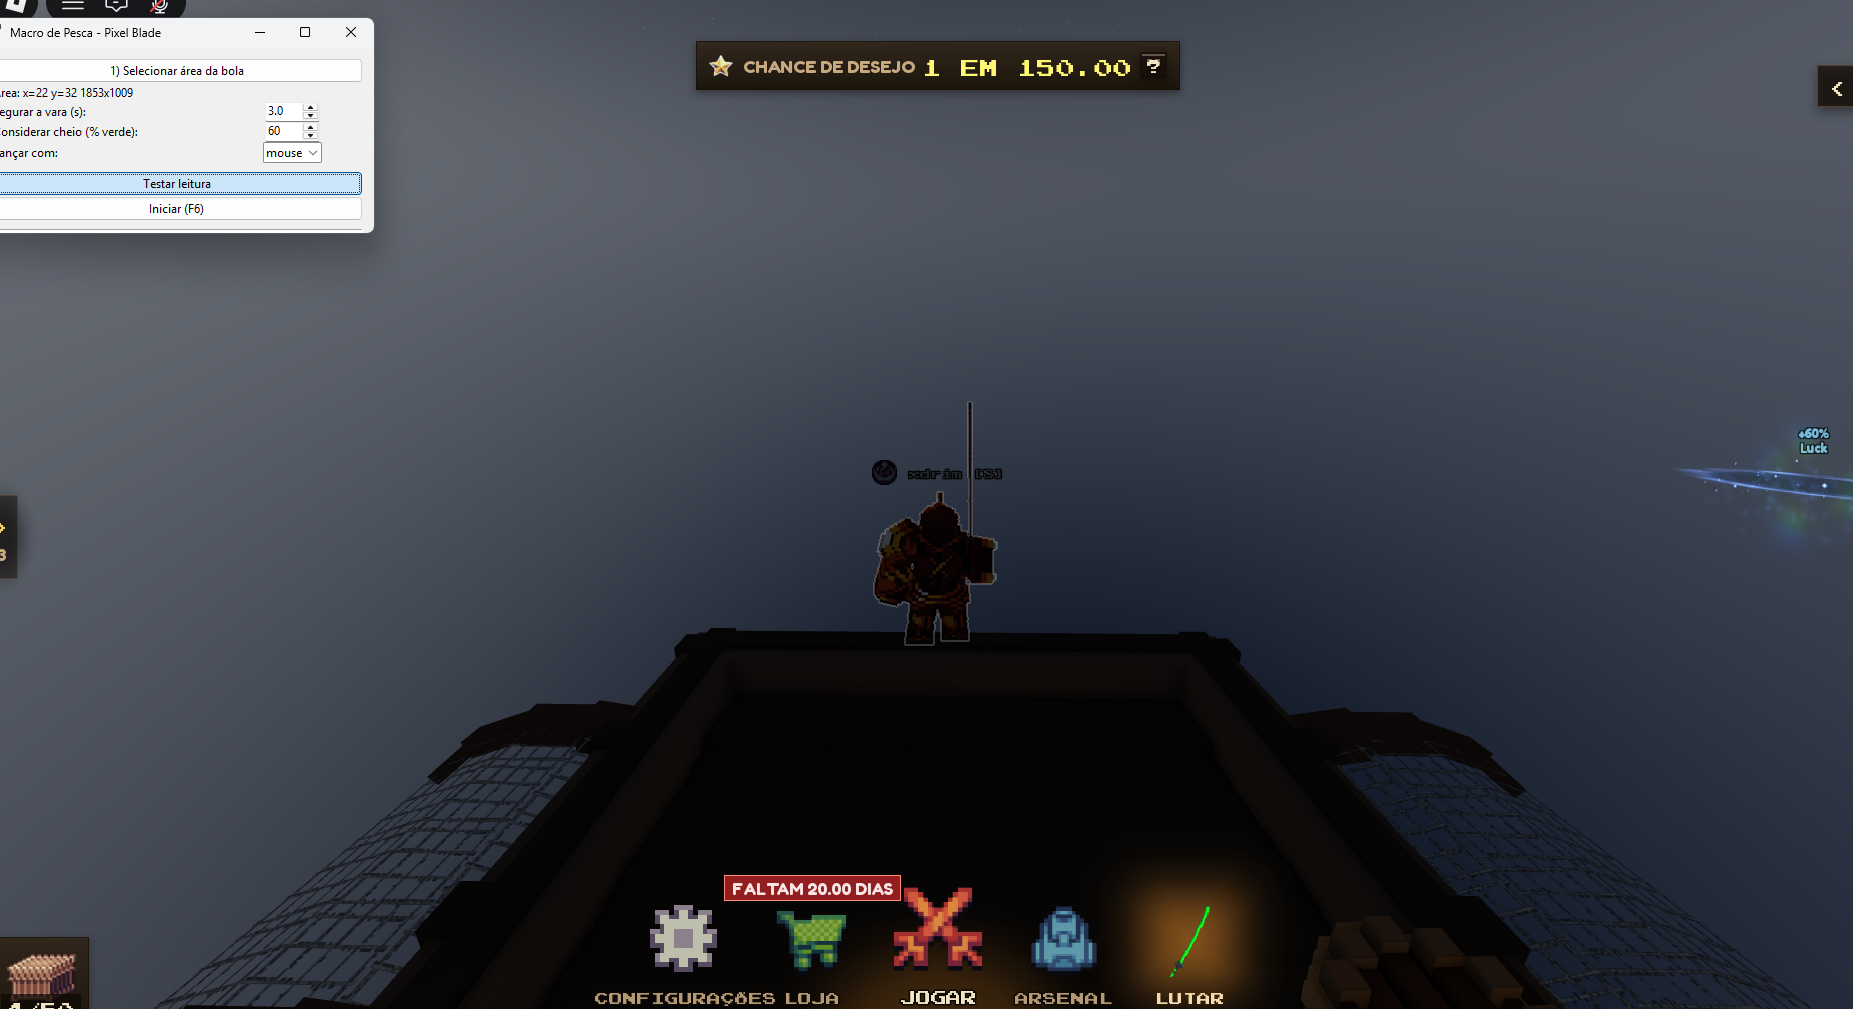 Macro de Pesca - Pixel Blade
1) Selecionar área da bola
rea: x=22 y=32 1853x1009
egurar a vara (s):
3.0
onsiderar cheio (% verde):
60
ançar com:
mouse
Testar leitura
Iniciar (F6)
CHANCE DE DESEJO 1 EM 150.00 ?
+60%
Luck
xdrim [S]
3
FALTAM 20.00 DIAS
CONFIGURAÇÕES
LOJA
JOGAR
ARSENAL
LUTAR